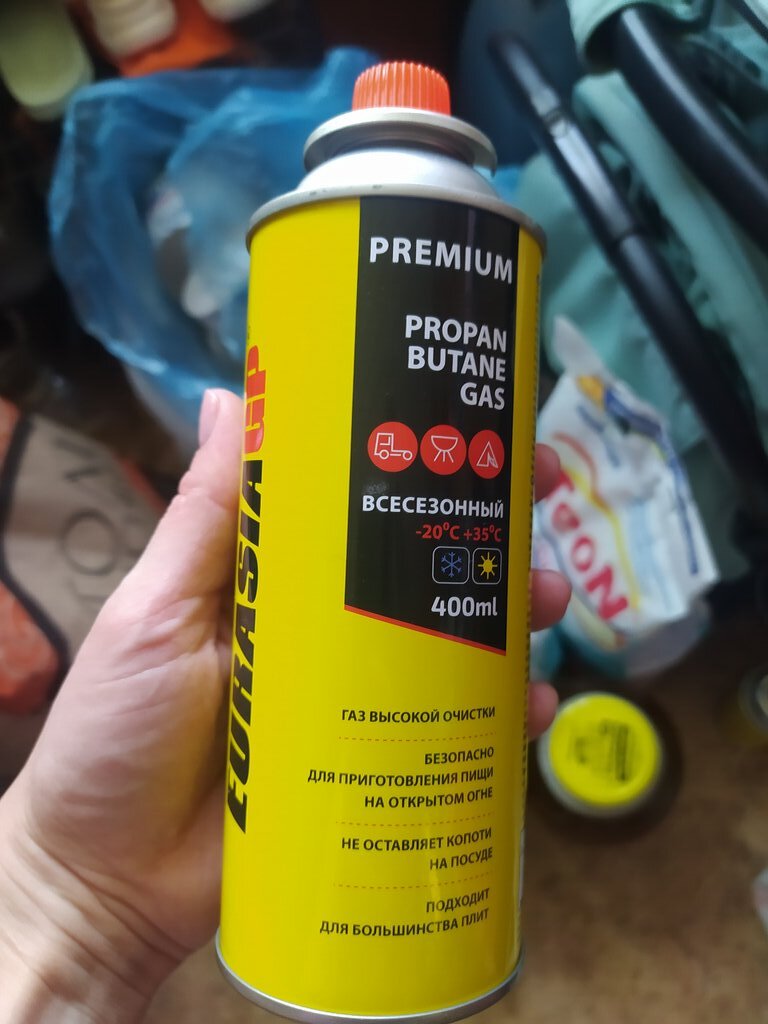 EURASIA GP
PREMIUM
PROPAN
BUTANE
GAS
ВСЕСЕЗОННЫЙ
-20°C +35°C
400ml
ГАЗ ВЫСОКОЙ ОЧИСТКИ
БЕЗОПАСНО
ДЛЯ ПРИГОТОВЛЕНИЯ ПИЩИ
НА ОТКРЫТОМ ОГНЕ
НЕ ОСТАВЛЯЕТ КОПОТИ
НА ПОСУДЕ
ПОДХОДИТ
ДЛЯ БОЛЬШИНСТВА ПЛИТ